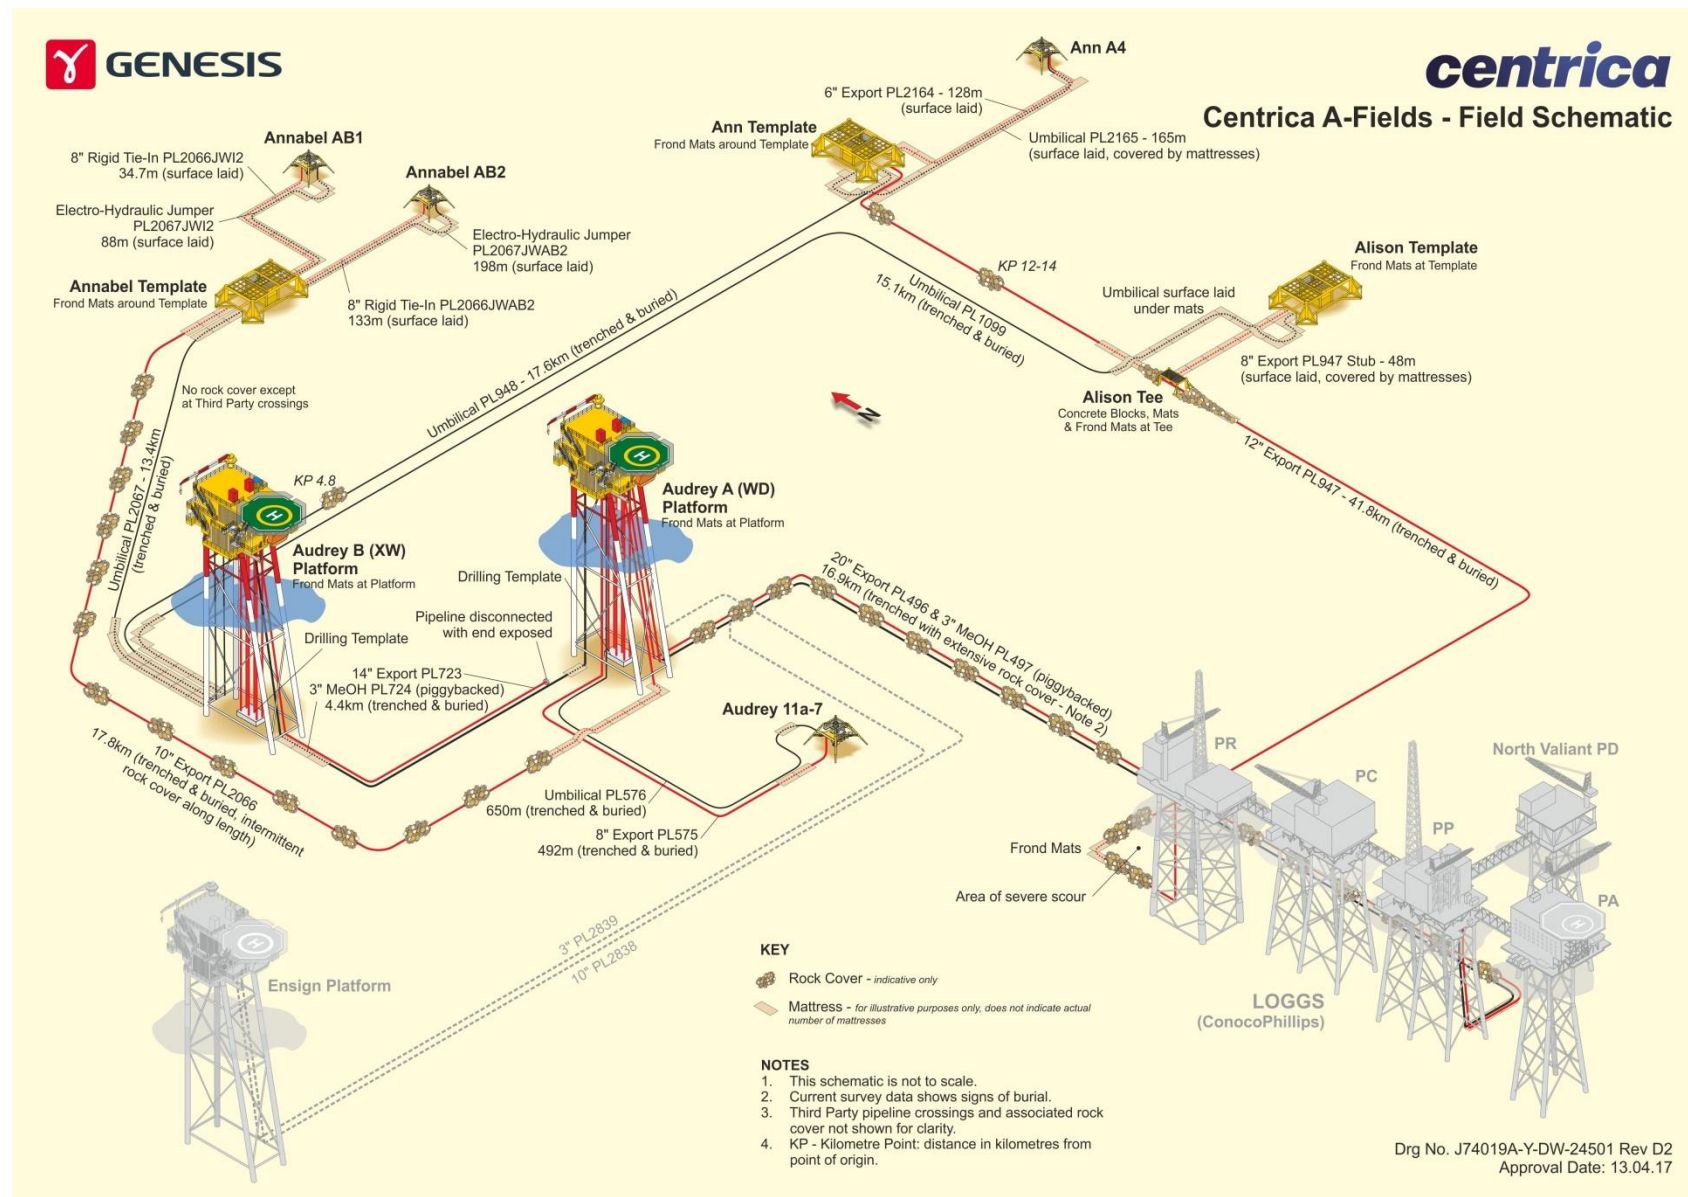 GENESIS
centrica
Centrica A-Fields - Field Schematic
Ann A4
6" Export PL2164 - 128m
(surface laid)
Ann Template
Frond Mats around Template
Umbilical PL2165 - 165m
(surface laid, covered by mattresses)
Annabel AB1
8" Rigid Tie-In PL2066JWI2
34.7m (surface laid)
Annabel AB2
Electro-Hydraulic Jumper
PL2067JWI2
88m (surface laid)
Electro-Hydraulic Jumper
PL2067JWAB2
198m (surface laid)
Annabel Template
Frond Mats around Template
8" Rigid Tie-In PL2066JWAB2
133m (surface laid)
KP 12-14
Alison Template
Frond Mats at Template
Umbilical surface laid
under mats
Umbilical PL1099
15.1km (trenched & buried)
Umbilical PL948 - 17.6km (trenched & buried)
8" Export PL947 Stub - 48m
(surface laid, covered by mattresses)
Alison Tee
Concrete Blocks, Mats
& Frond Mats at Tee
N
No rock cover except
at Third Party crossings
12" Export PL947 - 41.8km (trenched & buried)
Umbilical PL2067 - 13.4km
(trenched & buried)
KP 4.8
H
H
Audrey A (WD)
Platform
Frond Mats at Platform
Audrey B (XW)
Platform
Frond Mats at Platform
Drilling Template
Pipeline disconnected
with end exposed
Drilling Template
20" Export PL496 & 3" MeOH PL497 (piggybacked)
16.9km (trenched with extensive rock cover - Note 2)
14" Export PL723
3" MeOH PL724 (piggybacked)
4.4km (trenched & buried)
Audrey 11a-7
10" Export PL2066
17.8km (trenched & buried, intermittent
rock cover along length)
Umbilical PL576
650m (trenched & buried)
8" Export PL575
492m (trenched & buried)
PR
PC
North Valiant PD
PP
PA
H
Frond Mats
Area of severe scour
3" PL2839
10" PL2838
H
Ensign Platform
LOGGS
(ConocoPhillips)
KEY
Rock Cover - indicative only
Mattress - for illustrative purposes only, does not indicate actual
number of mattresses
NOTES
1. This schematic is not to scale.
2. Current survey data shows signs of burial.
3. Third Party pipeline crossings and associated rock
cover not shown for clarity.
4. KP - Kilometre Point: distance in kilometres from
point of origin.
Drg No. J74019A-Y-DW-24501 Rev D2
Approval Date: 13.04.17